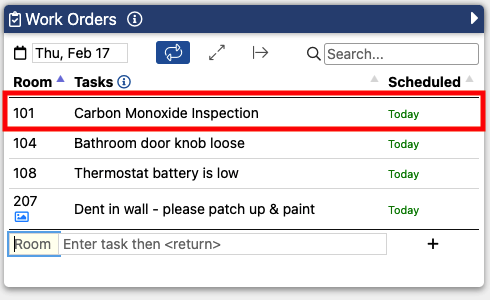 Work Orders
Thu, Feb 17
Search...
Room Tasks Scheduled
101 Carbon Monoxide Inspection Today
104 Bathroom door knob loose Today
108 Thermostat battery is low Today
207 Dent in wall - please patch up & paint Today
Room Enter task then <return> +